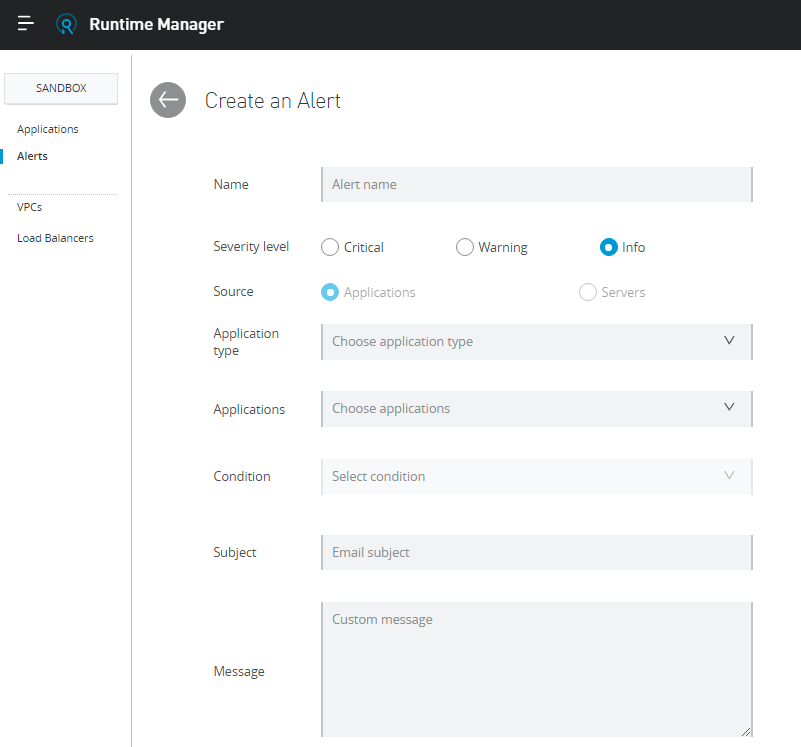 Runtime Manager
SANDBOX
Applications
Alerts
VPCs
Load Balancers
Create an Alert
Name
Alert name
Severity level
Critical
Warning
Info
Source
Applications
Servers
Application
type
Choose application type
Applications
Choose applications
Condition
Select condition
Subject
Email subject
Message
Custom message